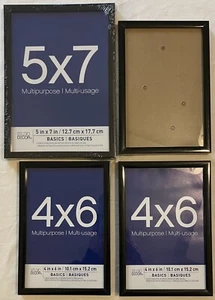 5x7
Multipurpose | Multi-usage
5 in x 7 in / 12.7 cm x 17.7 cm
BASICS | BASIQUES
4x6
Multipurpose | Multi-usage
4 in x 6 in / 10.1 cm x 15.2 cm
BASICS | BASIQUES
4x6
Multipurpose | Multi-usage
4 in x 6 in / 10.1 cm x 15.2 cm
BASICS | BASIQUES